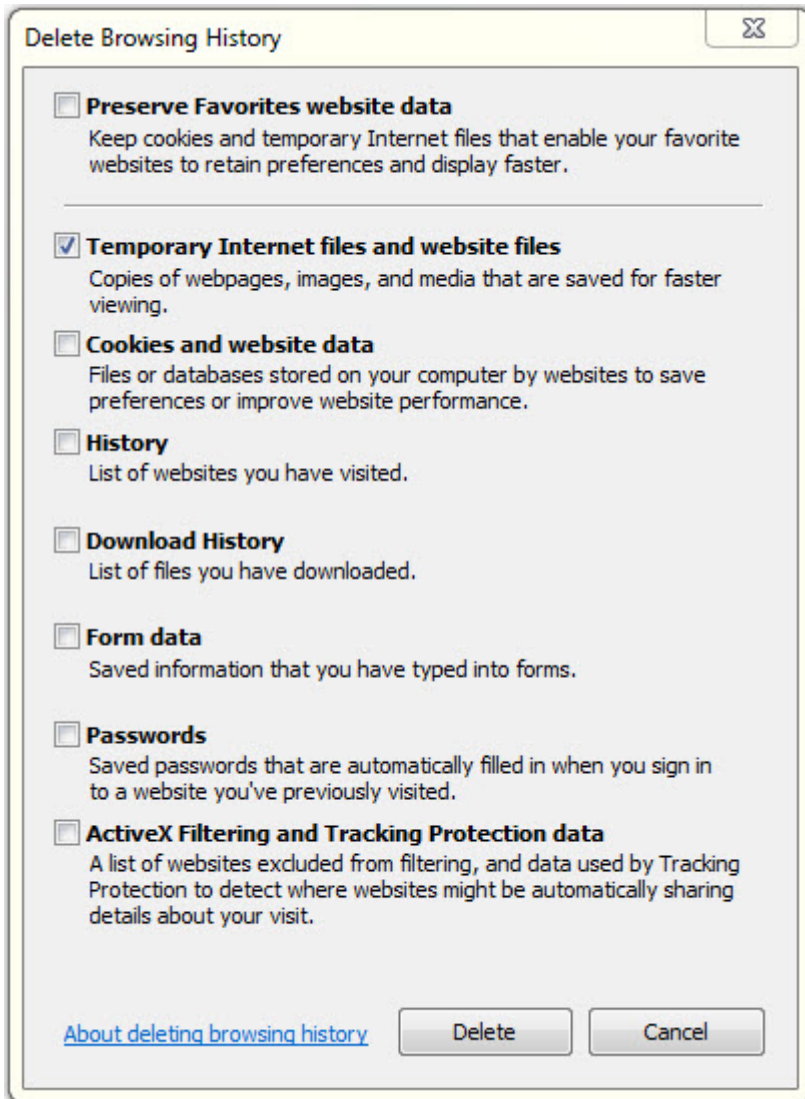 Delete Browsing History
Preserve Favorites website data
Keep cookies and temporary Internet files that enable your favorite
websites to retain preferences and display faster.
Temporary Internet files and website files
Copies of webpages, images, and media that are saved for faster
viewing.
Cookies and website data
Files or databases stored on your computer by websites to save
preferences or improve website performance.
History
List of websites you have visited.
Download History
List of files you have downloaded.
Form data
Saved information that you have typed into forms.
Passwords
Saved passwords that are automatically filled in when you sign in
to a website you've previously visited.
ActiveX Filtering and Tracking Protection data
A list of websites excluded from filtering, and data used by Tracking
Protection to detect where websites might be automatically sharing
details about your visit.
About deleting browsing history
Delete
Cancel